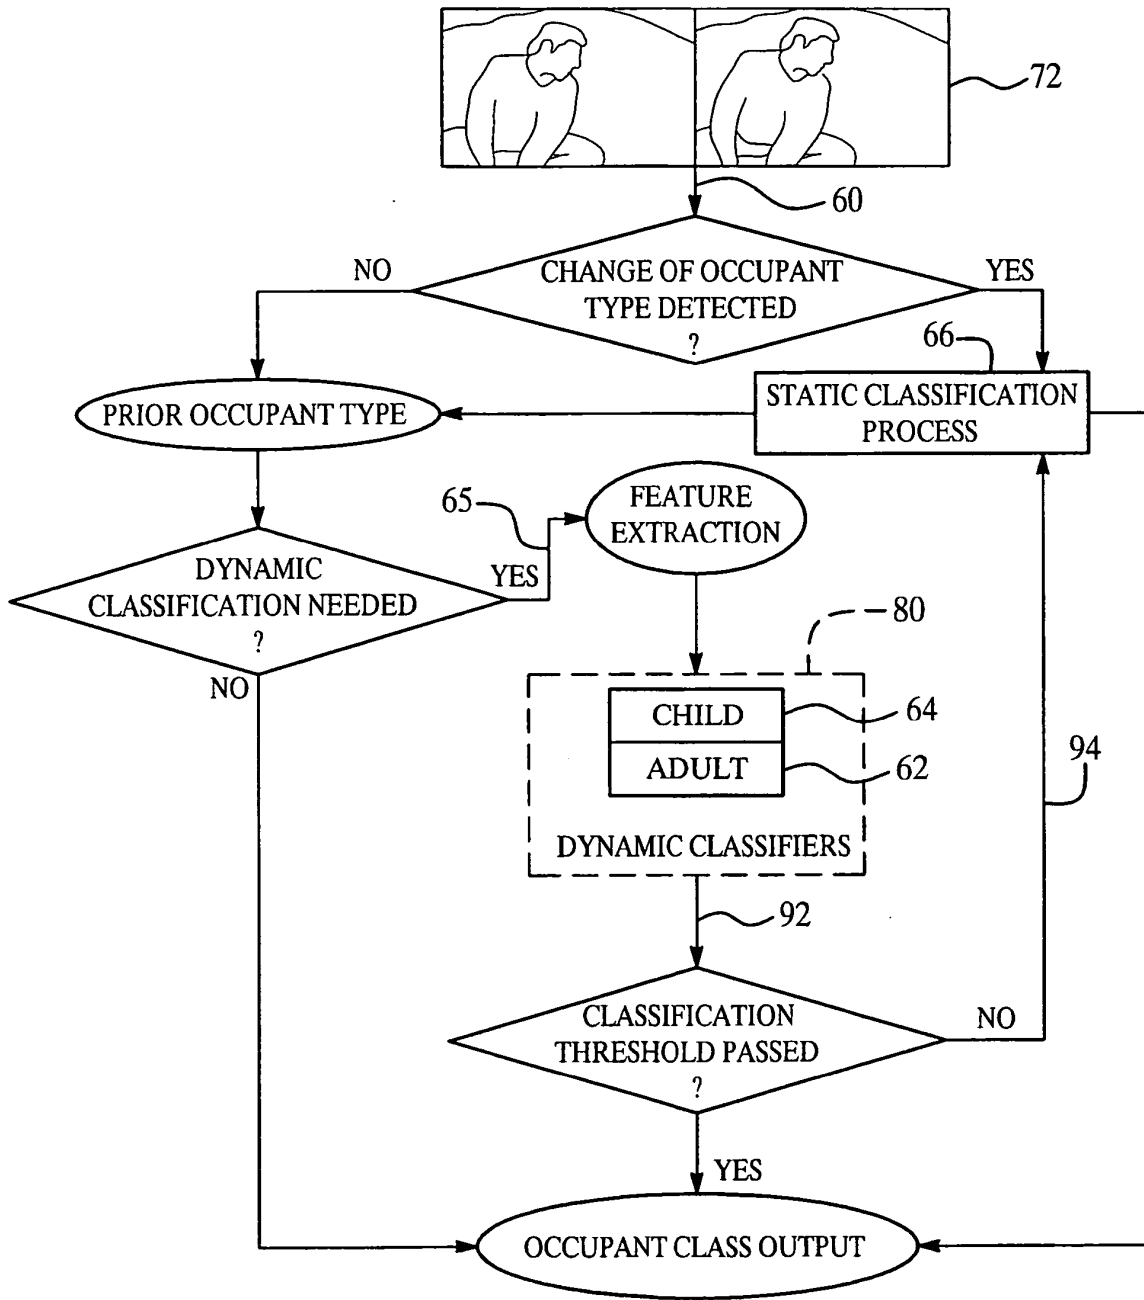 72
60
NO
CHANGE OF OCCUPANT
TYPE DETECTED
?
YES
66
PRIOR OCCUPANT TYPE
STATIC CLASSIFICATION
PROCESS
65
FEATURE
EXTRACTION
DYNAMIC
CLASSIFICATION NEEDED
?
YES
NO
80
CHILD
64
ADULT
62
94
DYNAMIC CLASSIFIERS
92
CLASSIFICATION
THRESHOLD PASSED
?
NO
YES
OCCUPANT CLASS OUTPUT